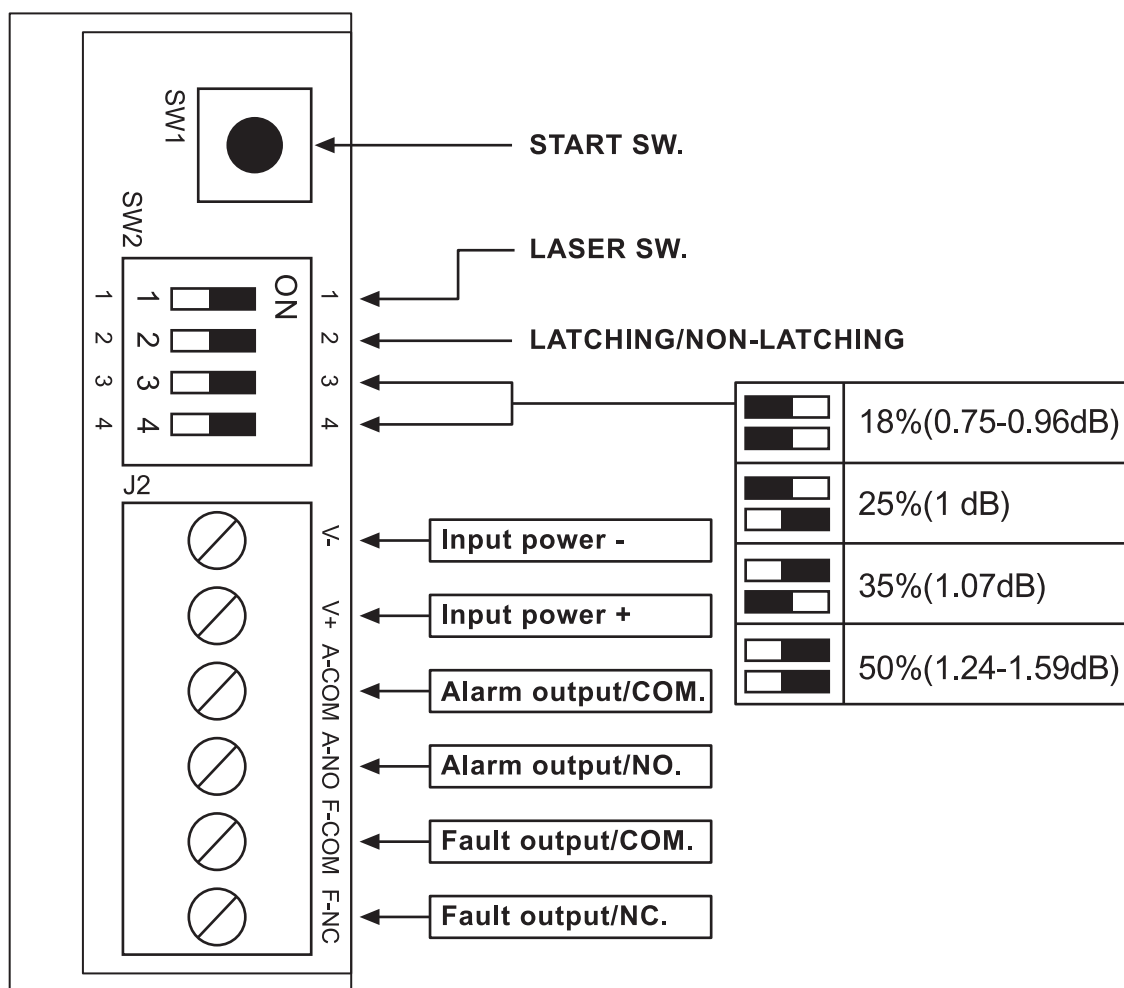 SW1
START SW.
SW2
LASER SW.
ON
1 1 1
2 2 2
LATCHING/NON-LATCHING
3 3 3
4 4 4
18%(0.75-0.96dB)
25%(1 dB)
35%(1.07dB)
50%(1.24-1.59dB)
J2
V- Input power -
V+ Input power +
A-COM Alarm output/COM.
A-NO Alarm output/NO.
F-COM Fault output/COM.
F-NC Fault output/NC.